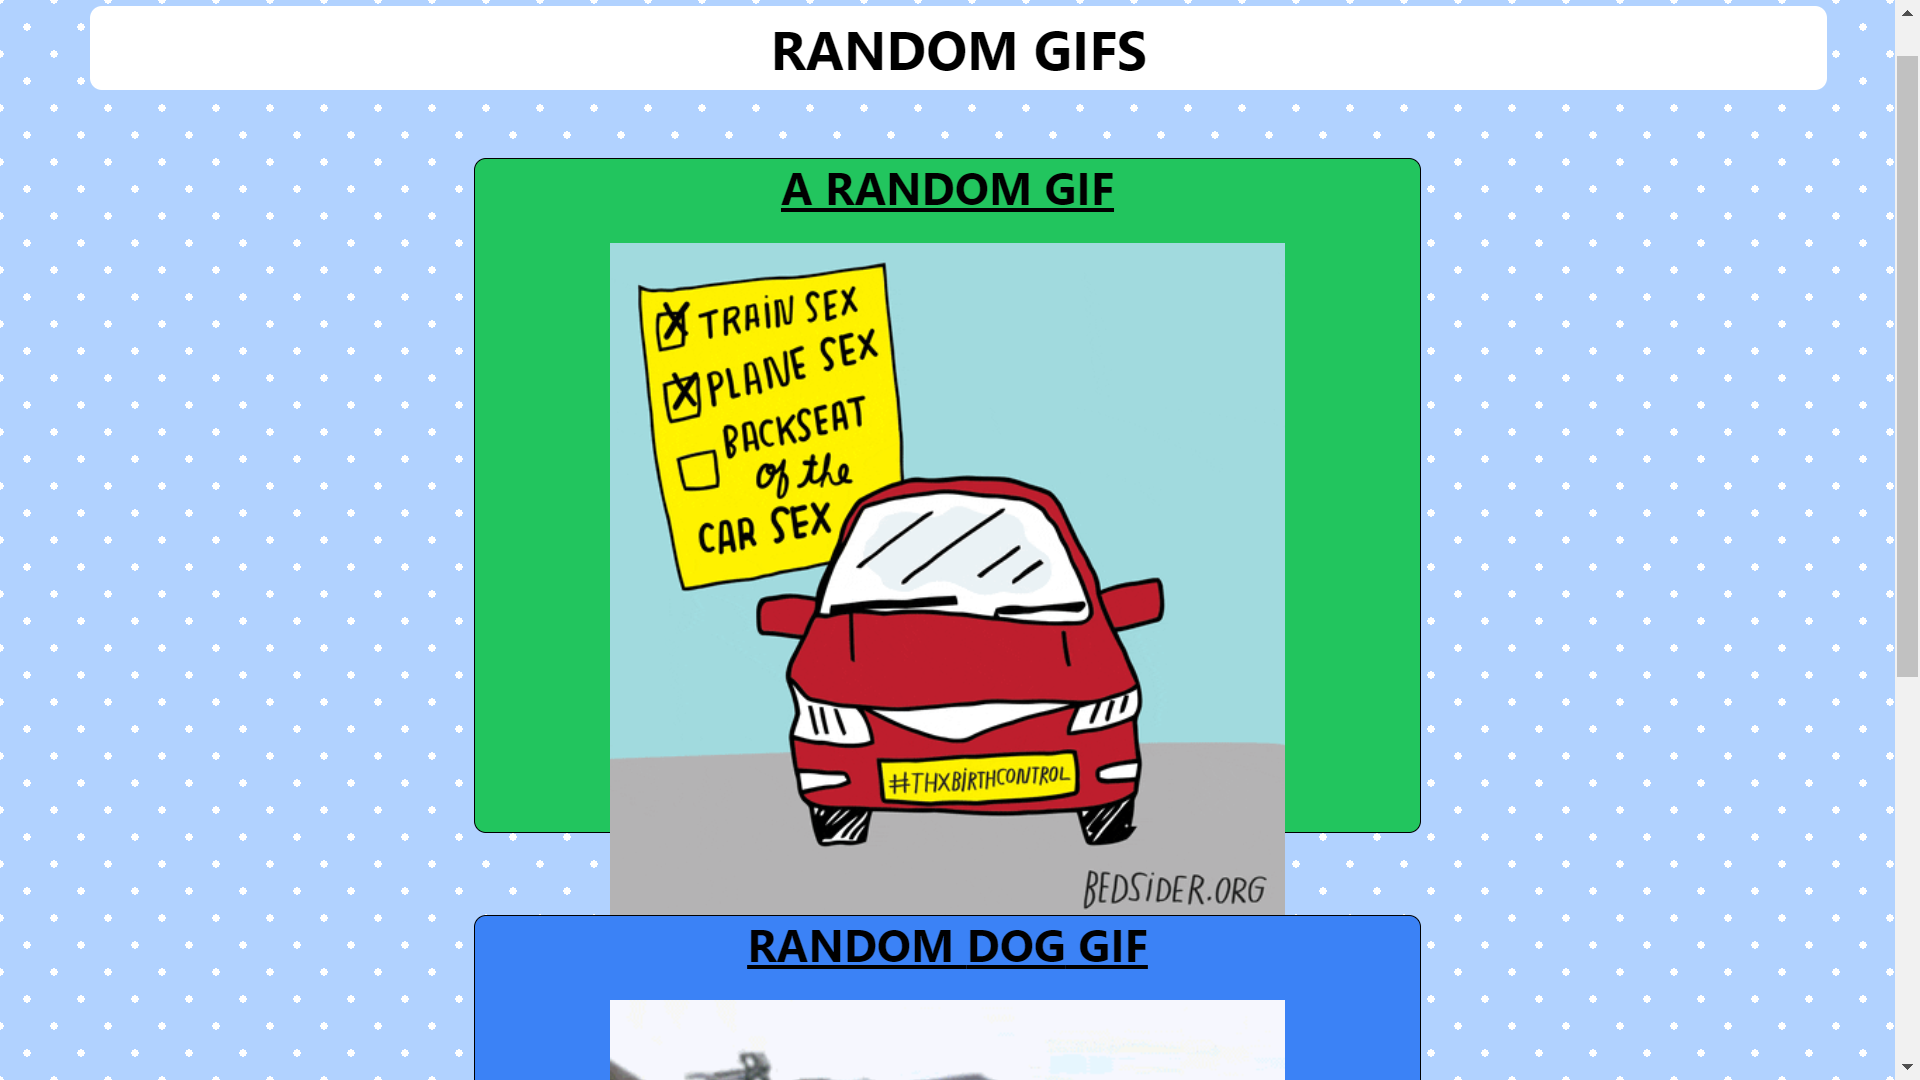 RANDOM GIFS
A RANDOM GIF
TRAIN SEX
PLANE SEX
BACKSEAT
of the
CAR SEX
#THXBIRTHCONTROL
BEDSIDER.ORG
RANDOM DOG GIF